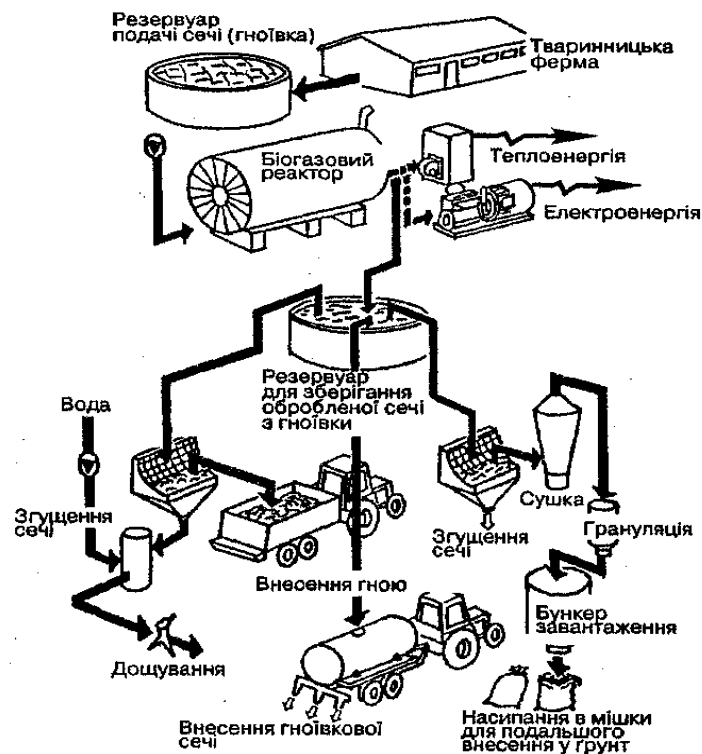 Резервуар
подачі сечі (гноївка)
Тваринницька
ферма
Біогазовий
реактор
Теплоенергія
Електроенергія
Резервуар
для зберігання
обробленої сечі
з гноївки
Вода
Згущення
сечі
Сушка
Згущення
сечі
Грануляція
Внесення гною
Бункер
завантаження
Дощування
Внесення гноївкової
сечі
Насипання в мішки
для подальшого
внесення у ґрунт